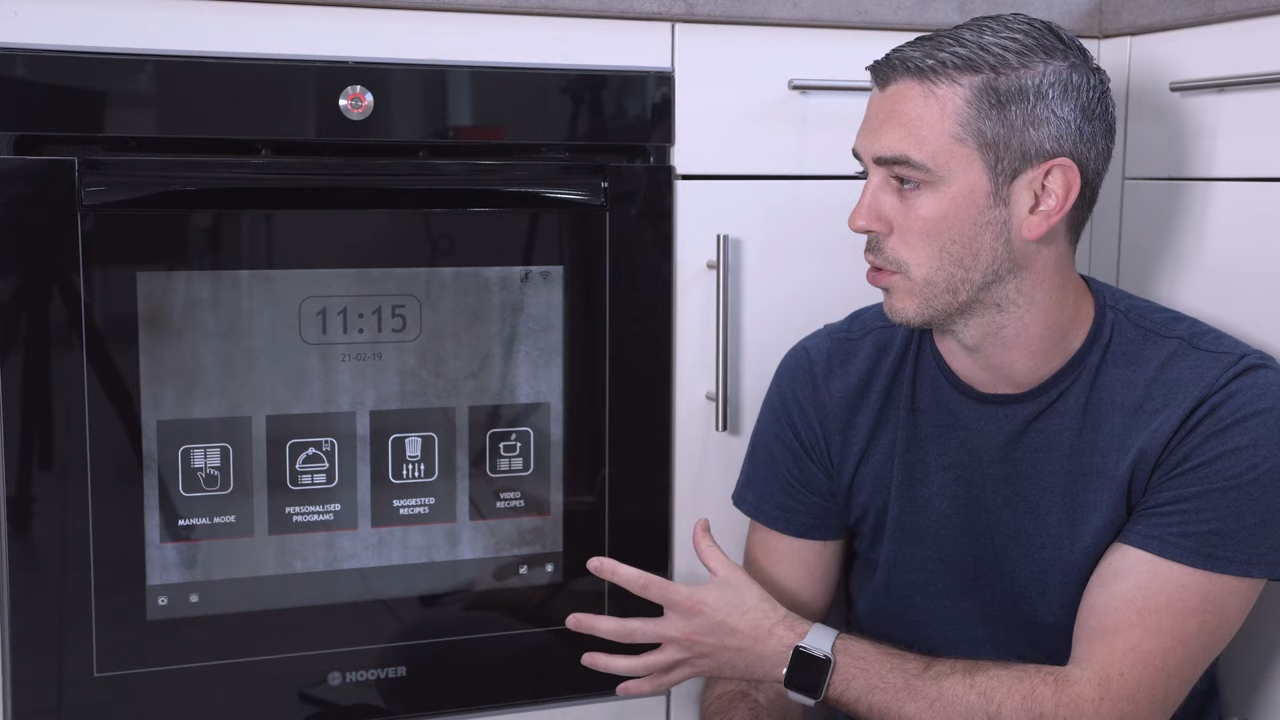 11:15
21-02-19
MANUAL MODE
PERSONALISED
PROGRAMS
SUGGESTED
RECIPES
VIDEO
RECIPES
HOOVER